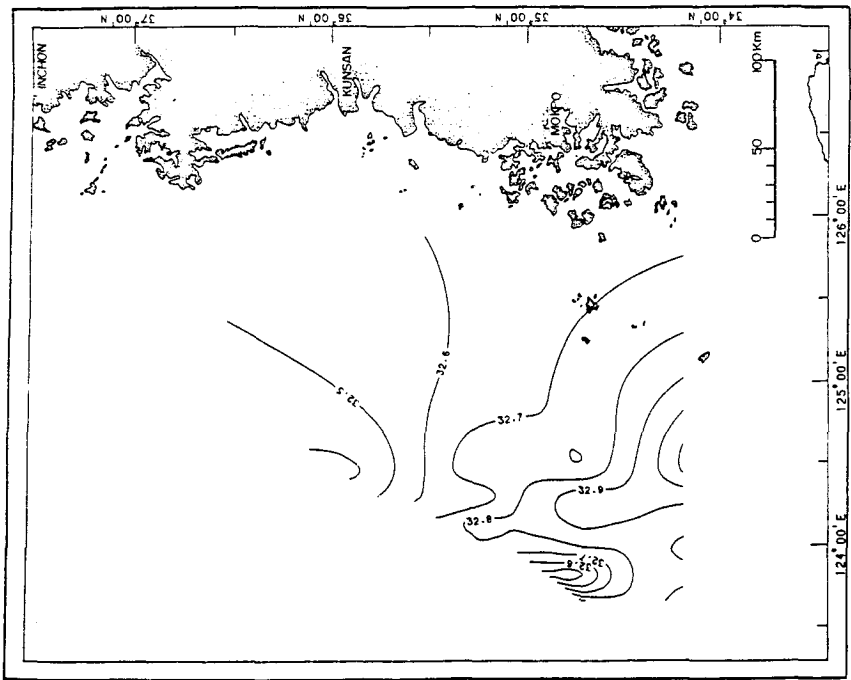 37°00' N
36°00' N
35°00' N
34°00' N
INCHON
KUNSAN
MOKPO
0
50
100Km
126°00' E
125°00' E
124°00' E
32.5
32.6
32.7
32.8
32.9